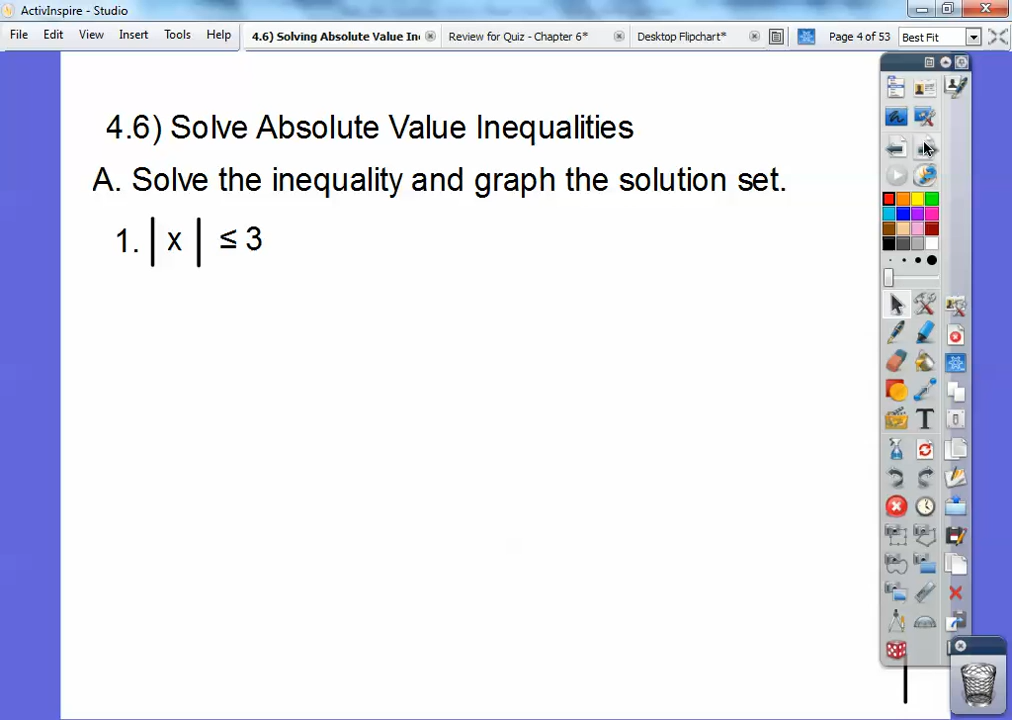 ActivInspire - Studio
File Edit View Insert Tools Help
4.6) Solving Absolute Value In Review for Quiz - Chapter 6* Desktop Flipchart* Page 4 of 53 Best Fit
4.6) Solve Absolute Value Inequalities
A. Solve the inequality and graph the solution set.
1. | x | ≤ 3
T